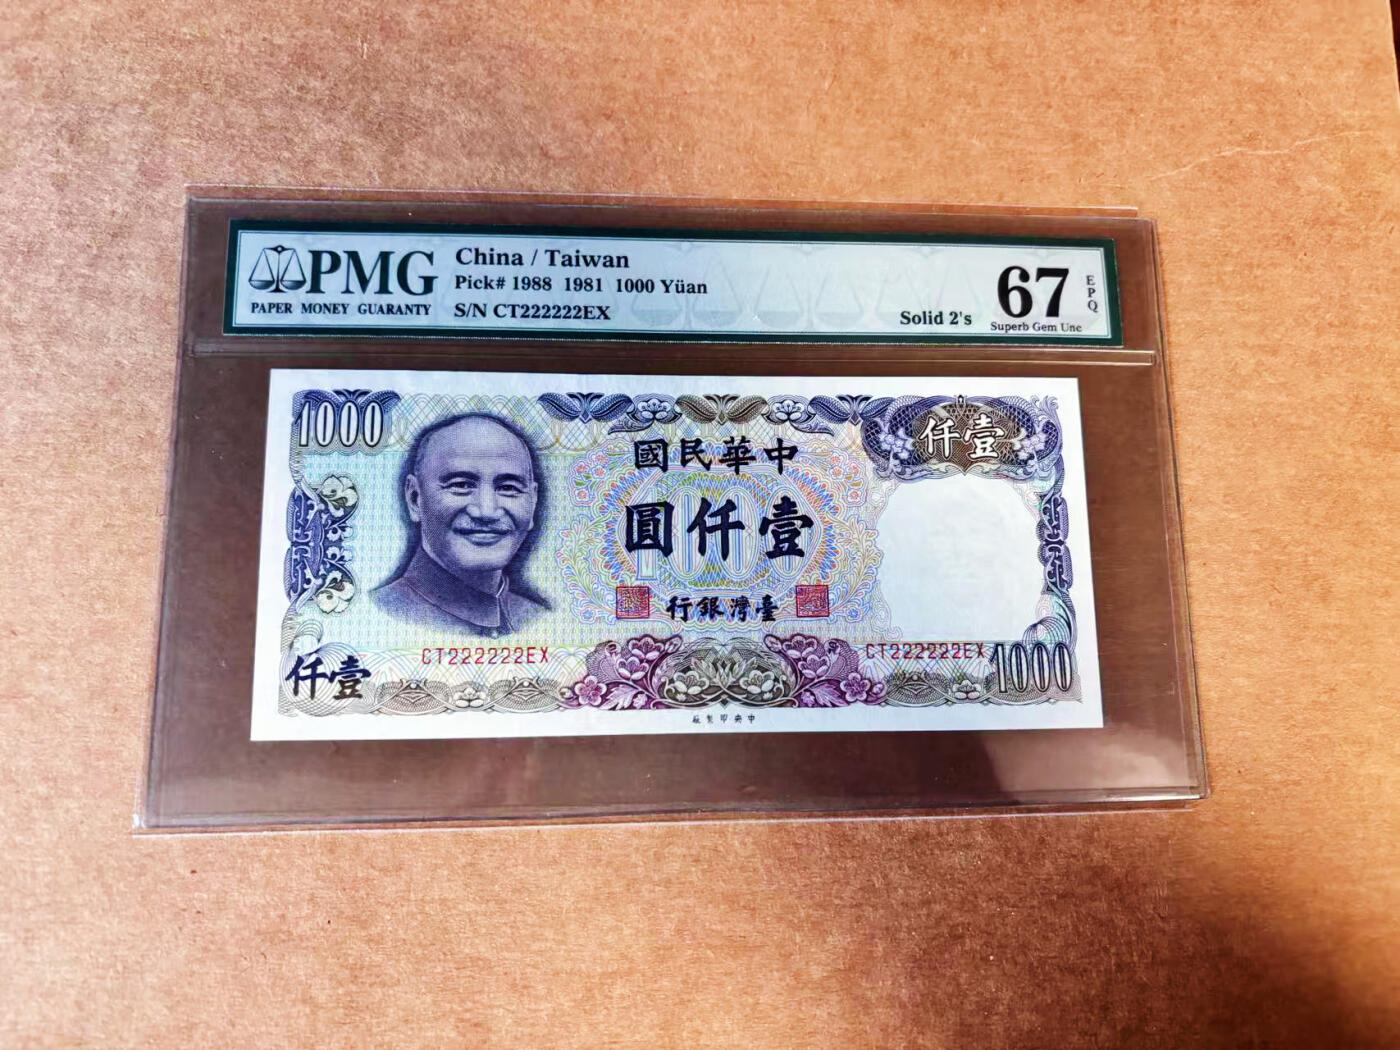 PMG
PAPER MONEY GUARANTY
China / Taiwan
Pick# 1988 1981 1000 Yüan
S/N CT222222EX
Solid 2's
67
EPQ
Superb Gem Unc
1000
仟壹
國民華中
圓仟壹
行銀灣臺
CT222222EX
CT222222EX
仟壹
1000
廠製印央中